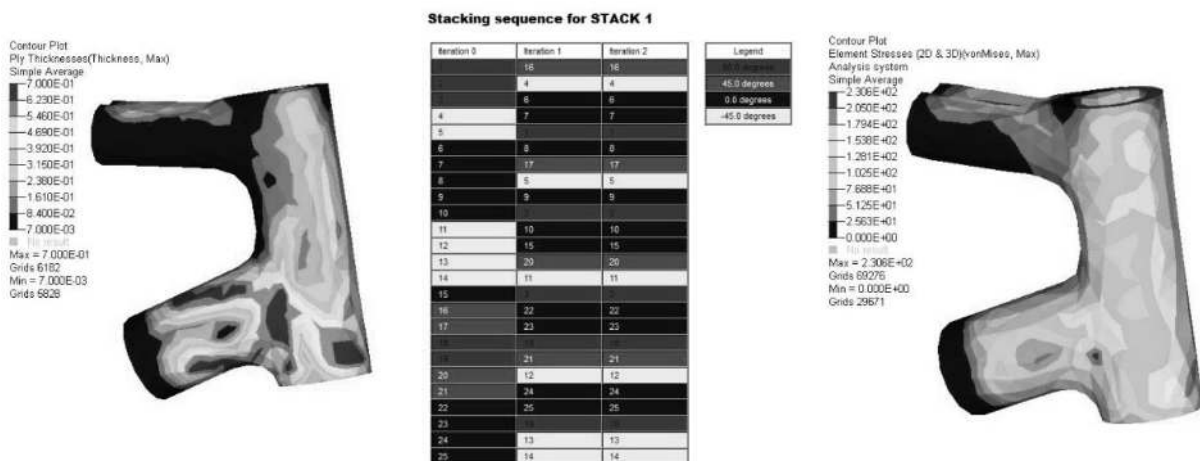 Stacking sequence for STACK 1
Contour Plot
Ply Thicknesses(Thickness, Max)
Simple Average
7.000E-01
6.230E-01
5.460E-01
4.690E-01
3.920E-01
3.150E-01
2.380E-01
1.610E-01
8.400E-02
7.000E-03
No result
Max = 7.000E-01
Grids 6182
Min = 7.000E-03
Grids 5828
Iteration 0 Iteration 1 Iteration 2
16 16
4 4
6 6
4 7 7
5
6 8 8
7 17 17
8 5 5
9 9 9
10
11 10 10
12 15 15
13 20 20
14 11 11
15
16 22 22
17 23 23
21 21
20 12 12
21 24 24
22 25 25
23
24 13 13
25 14 14
Legend
90.0 degrees
45.0 degrees
0.0 degrees
-45.0 degrees
Contour Plot
Element Stresses (2D & 3D)(vonMises, Max)
Analysis system
Simple Average
2.306E+02
2.050E+02
1.794E+02
1.538E+02
1.281E+02
1.025E+02
7.688E+01
5.125E+01
2.563E+01
0.000E+00
No result
Max = 2.306E+02
Grids 69276
Min = 0.000E+00
Grids 29671